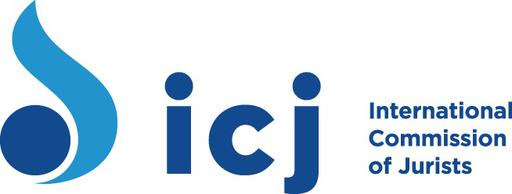 icj
International
Commission
of Jurists